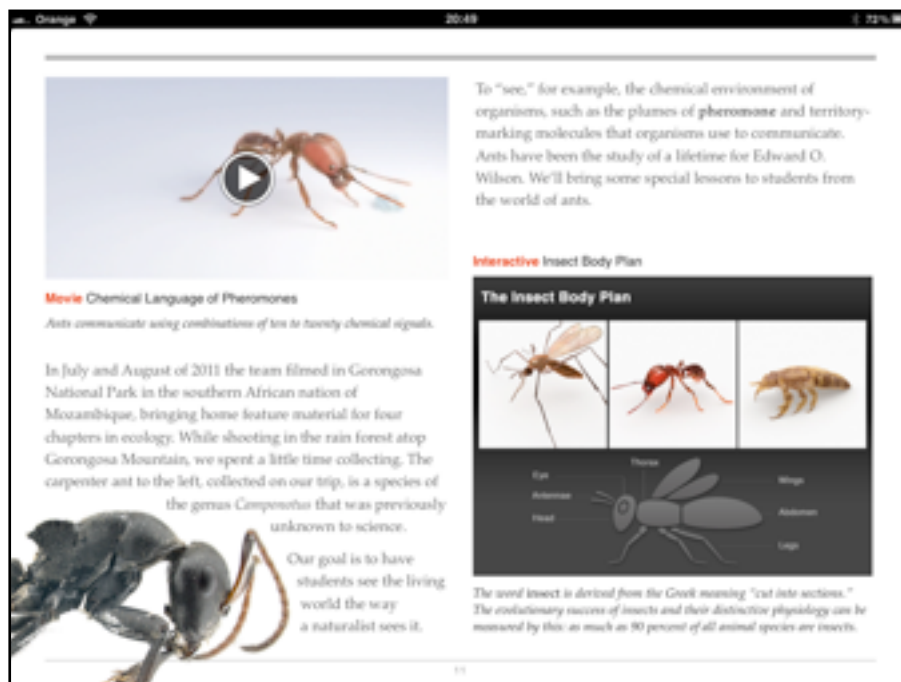 Orange
20:49
72%
Movie Chemical Language of Pheromones
Ants communicate using combinations of ten to twenty chemical signals.
In July and August of 2011 the team filmed in Gorongosa
National Park in the southern African nation of
Mozambique, bringing home feature material for four
chapters in ecology. While shooting in the rain forest atop
Gorongosa Mountain, we spent a little time collecting. The
carpenter ant to the left, collected on our trip, is a species of
the genus Camponotus that was previously
unknown to science.
Our goal is to have
students see the living
world the way
a naturalist sees it.
To “see,” for example, the chemical environment of
organisms, such as the plumes of pheromone and territory-
marking molecules that organisms use to communicate.
Ants have been the study of a lifetime for Edward O.
Wilson. We’ll bring some special lessons to students from
the world of ants.
Interactive Insect Body Plan
The Insect Body Plan
Thorax
Eye
Wings
Antennae
Head
Abdomen
Legs
The word insect is derived from the Greek meaning “cut into sections.”
The evolutionary success of insects and their distinctive physiology can be
measured by this: as much as 90 percent of all animal species are insects.
11